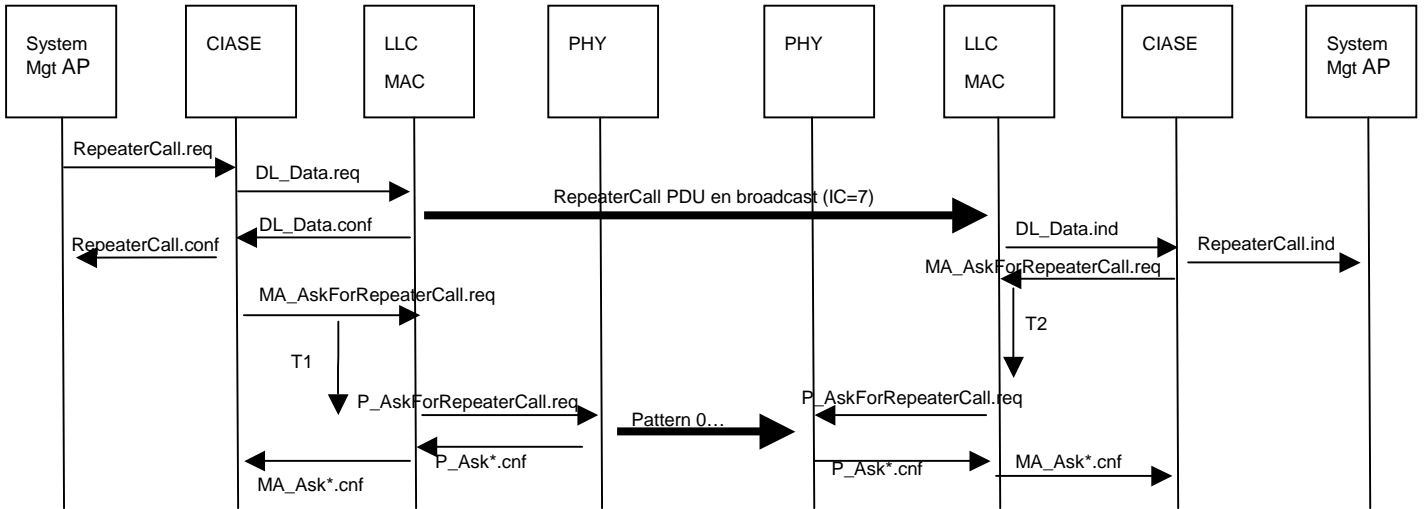 System
Mgt AP
CIASE
LLC
MAC
PHY
PHY
LLC
MAC
CIASE
System
Mgt AP
RepeaterCall.req
DL_Data.req
RepeaterCall PDU en broadcast (IC=7)
DL_Data.conf
RepeaterCall.conf
DL_Data.ind
RepeaterCall.ind
MA_AskForRepeaterCall.req
MA_AskForRepeaterCall.req
T1
T2
P_AskForRepeaterCall.req
P_AskForRepeaterCall.req
Pattern 0…
P_Ask*.cnf
MA_Ask*.cnf
P_Ask*.cnf
MA_Ask*.cnf